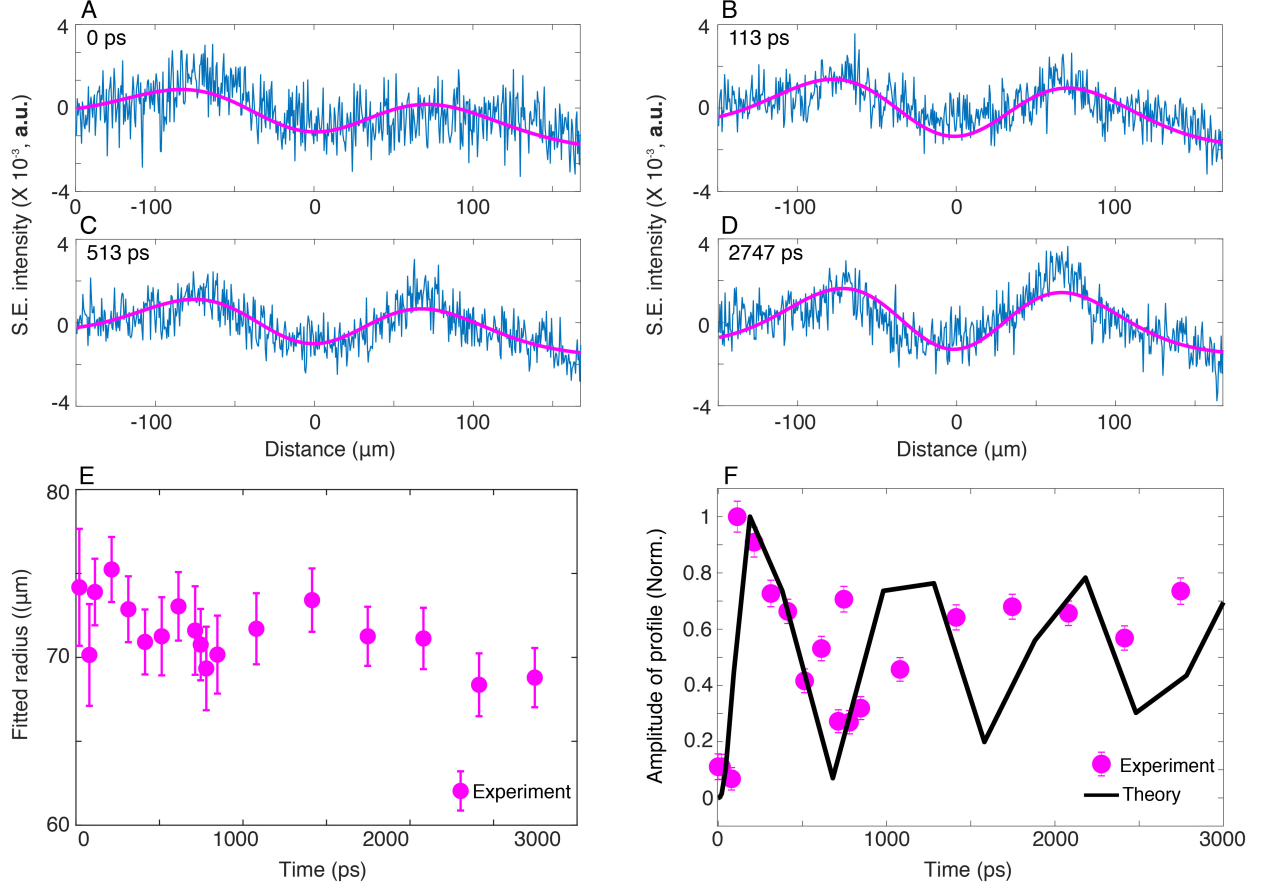 A
B
4
0
-4
0 ps
0
-100
0
100
4
0
-4
113 ps
-100
0
100
C
D
4
0
-4
513 ps
-100
0
100
Distance (μm)
4
0
-4
2747 ps
-100
0
100
Distance (μm)
S.E. intensity (X 10⁻³, a.u.)
S.E. intensity (X 10⁻³, a.u.)
E
80
70
60
Fitted radius ((μm)
Experiment
0
1000
2000
3000
Time (ps)
F
1
0.8
0.6
0.4
0.2
0
Amplitude of profile (Norm.)
Experiment
Theory
0
1000
2000
3000
Time (ps)